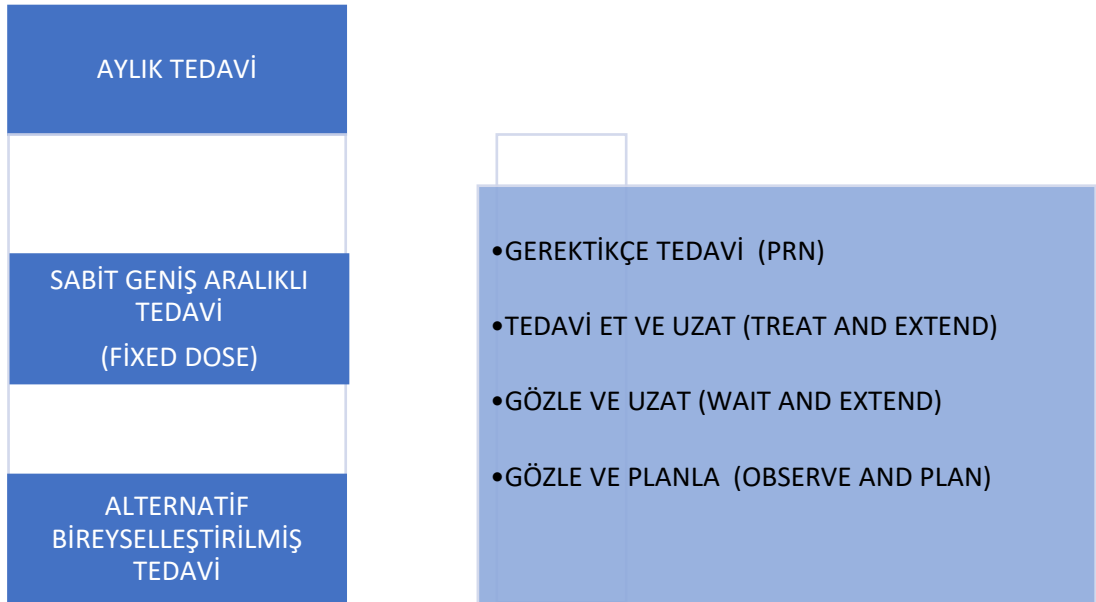 AYLIK TEDAVİ
SABİT GENİŞ ARALIKLI
TEDAVİ
(FİXED DOSE)
ALTERNATİF
BİREYSELLEŞTİRİLMİŞ
TEDAVİ
•GEREKTİKÇE TEDAVİ (PRN)
•TEDAVİ ET VE UZAT (TREAT AND EXTEND)
•GÖZLE VE UZAT (WAIT AND EXTEND)
•GÖZLE VE PLANLA (OBSERVE AND PLAN)